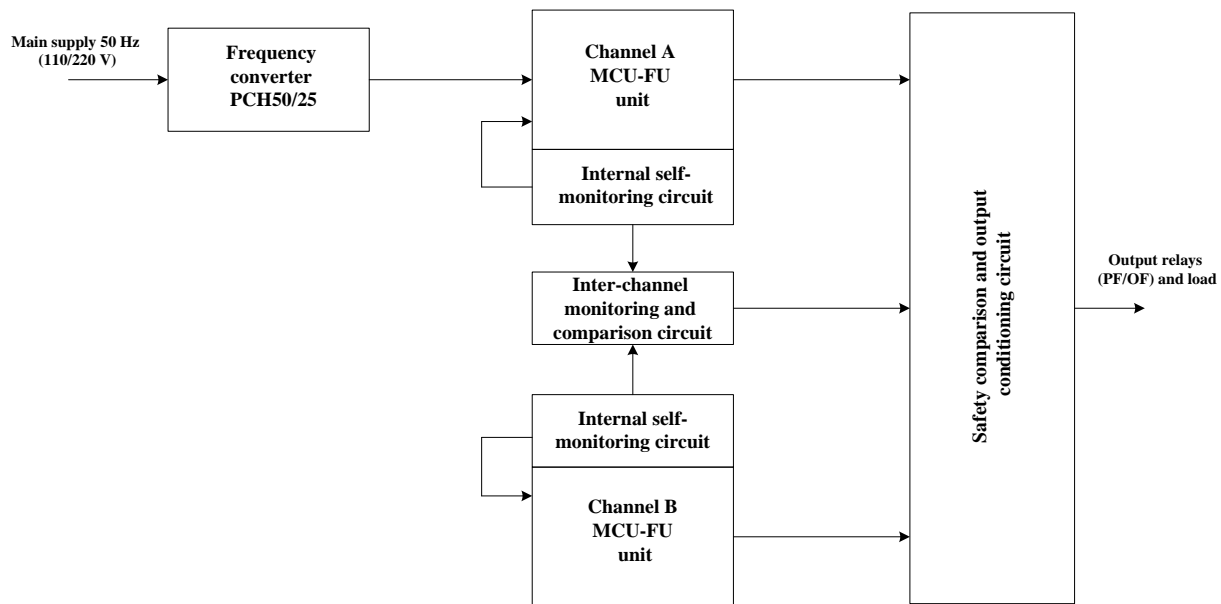 Main supply 50 Hz
(110/220 V)
Frequency
converter
PCH50/25
Channel A
MCU-FU
unit
Internal self-
monitoring circuit
Inter-channel
monitoring and
comparison circuit
Internal self-
monitoring circuit
Channel B
MCU-FU
unit
Safety comparison and output
conditioning circuit
Output relays
(PF/OF) and load